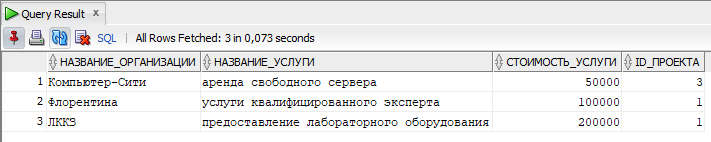 Query Result x
SQL | All Rows Fetched: 3 in 0,073 seconds
НАЗВАНИЕ_ОРГАНИЗАЦИИ НАЗВАНИЕ_УСЛУГИ СТОИМОСТЬ_УСЛУГИ ID_ПРОЕКТА
1 Компьютер-Сити аренда свободного сервера 50000 3
2 Флорентина услуги квалифицированного эксперта 100000 1
3 ЛККЗ предоставление лабораторного оборудования 200000 1